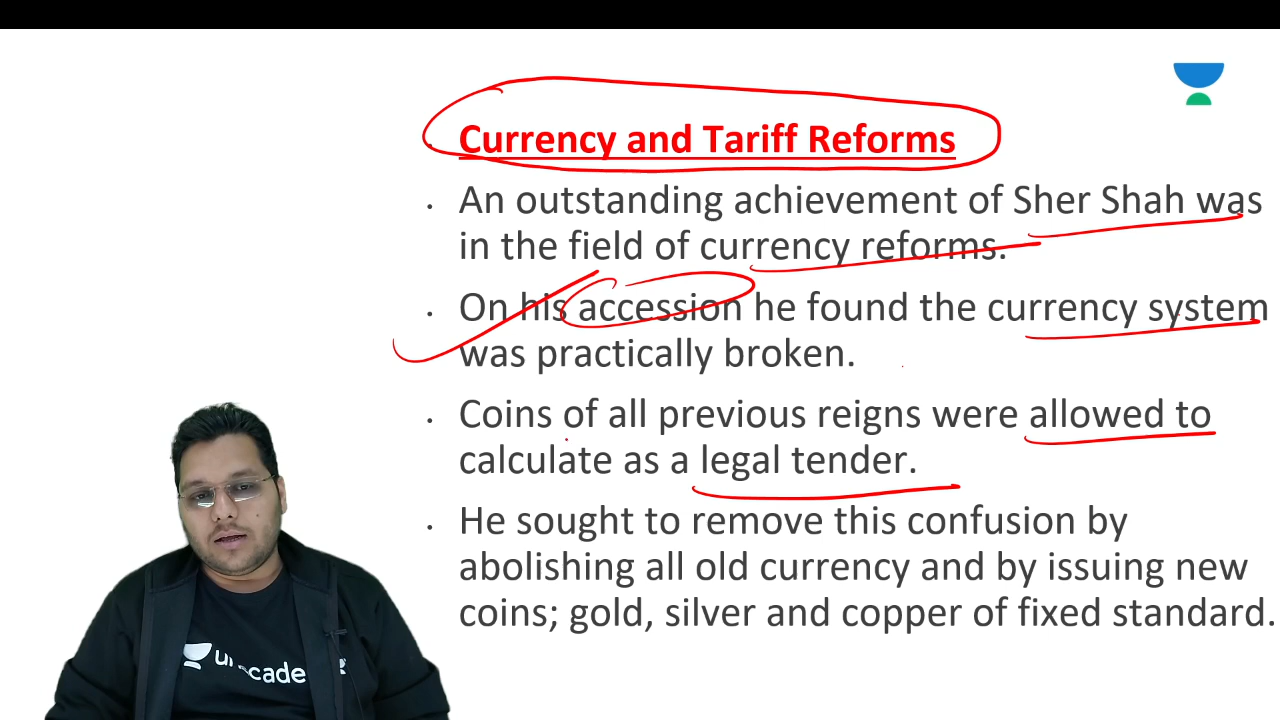 Currency and Tariff Reforms
• An outstanding achievement of Sher Shah was
in the field of currency reforms.
• On his accession he found the currency system
was practically broken.
• Coins of all previous reigns were allowed to
calculate as a legal tender.
• He sought to remove this confusion by
abolishing all old currency and by issuing new
coins; gold, silver and copper of fixed standard.